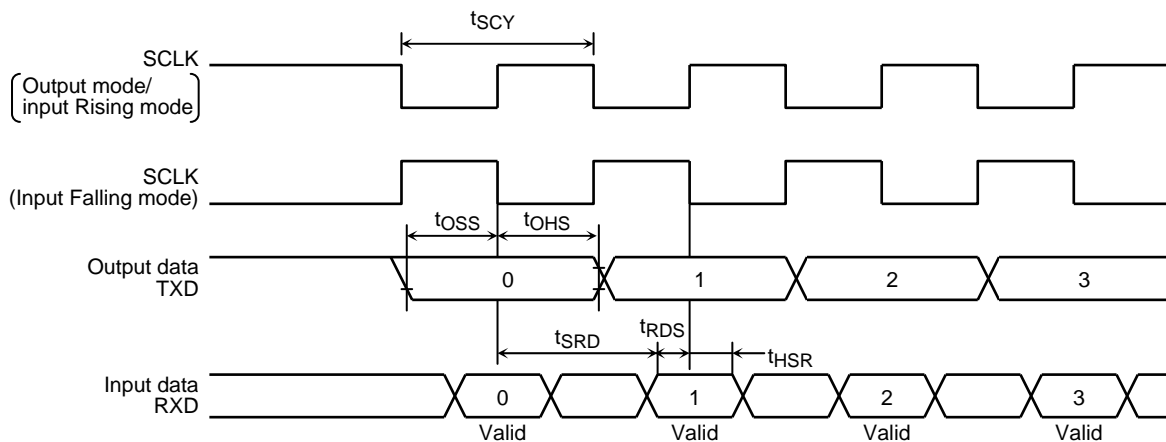 tSCY
SCLK
Output mode/
input Rising mode
SCLK
(Input Falling mode)
tOSS tOHS
Output data
TXD
0 1 2 3
tSRD tRDS tHSR
Input data
RXD
0 1 2 3
Valid Valid Valid Valid